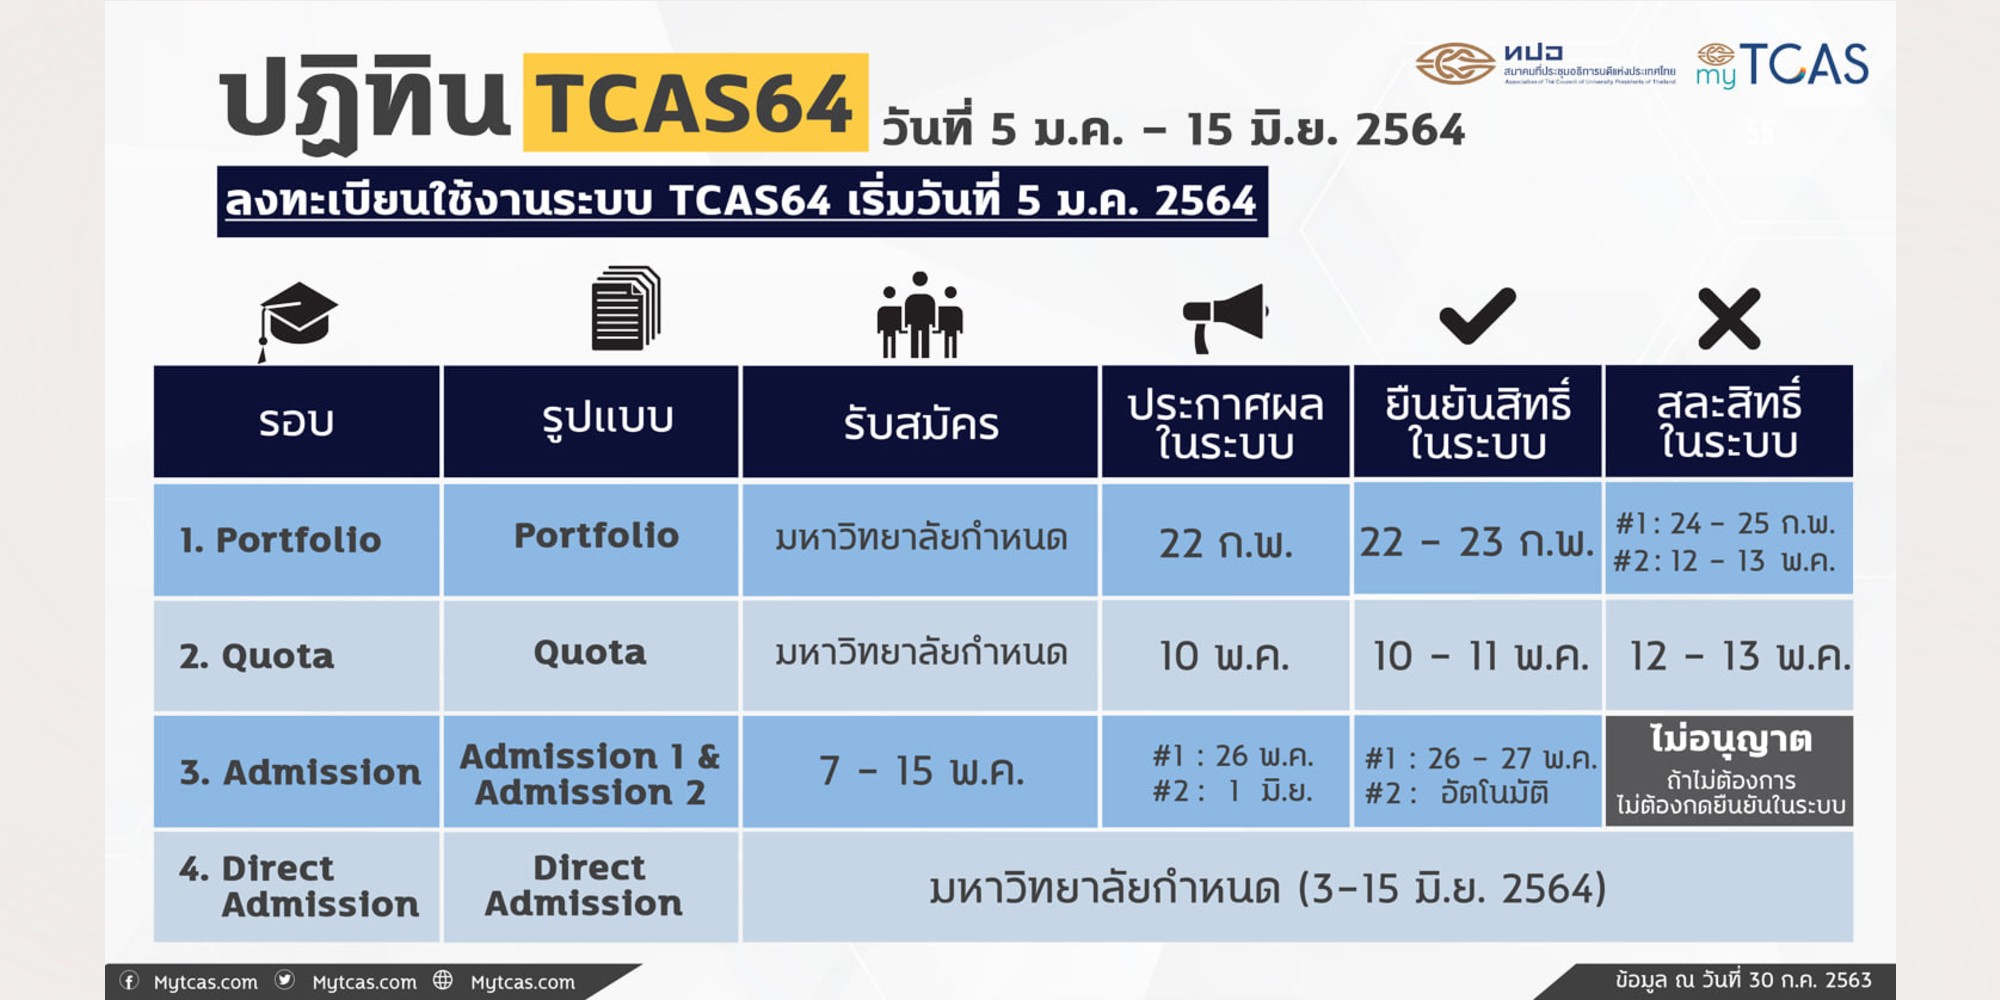 ทปอ
สมาคมที่ประชุมอธิการบดีแห่งประเทศไทย
Association of The Council of University Presidents of Thailand
myTCAS
ปฏิทิน TCAS64 วันที่ 5 ม.ค. – 15 มิ.ย. 2564
ลงทะเบียนใช้งานระบบ TCAS64 เริ่มวันที่ 5 ม.ค. 2564
รอบ
รูปแบบ
รับสมัคร
ประกาศผล
ในระบบ
ยืนยันสิทธิ์
ในระบบ
สละสิทธิ์
ในระบบ
1. Portfolio
Portfolio
มหาวิทยาลัยกำหนด
22 ก.พ.
22 – 23 ก.พ.
#1 : 24 – 25 ก.พ.
#2 : 12 – 13 พ.ค.
2. Quota
Quota
มหาวิทยาลัยกำหนด
10 พ.ค.
10 – 11 พ.ค.
12 – 13 พ.ค.
3. Admission
Admission 1 &
Admission 2
7 – 15 พ.ค.
#1 : 26 พ.ค.
#2 : 1 มิ.ย.
#1 : 26 – 27 พ.ค.
#2 : อัตโนมัติ
ไม่อนุญาต
ถ้าไม่ต้องการ
ไม่ต้องกดยืนยันในระบบ
4. Direct
Admission
Direct
Admission
มหาวิทยาลัยกำหนด (3-15 มิ.ย. 2564)
Mytcas.com Mytcas.com Mytcas.com
ข้อมูล ณ วันที่ 30 ก.ค. 2563